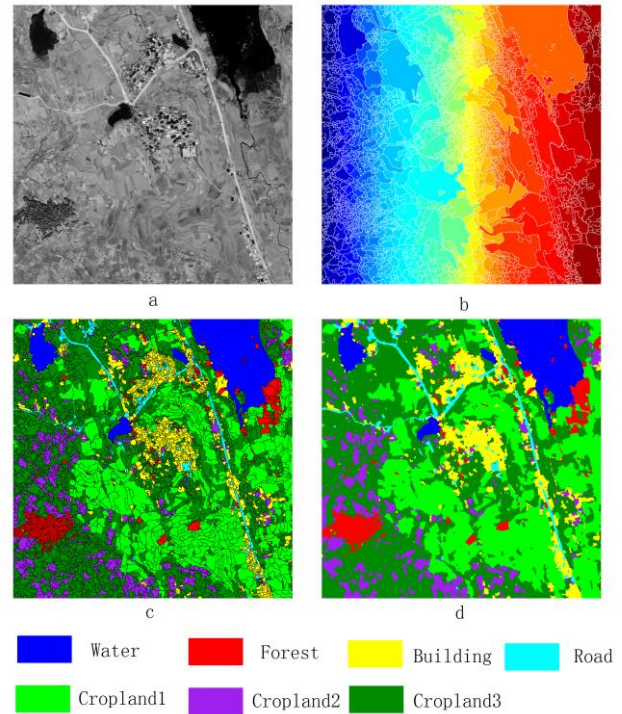 a
b
c
d
Water
Forest
Building
Road
Cropland1
Cropland2
Cropland3